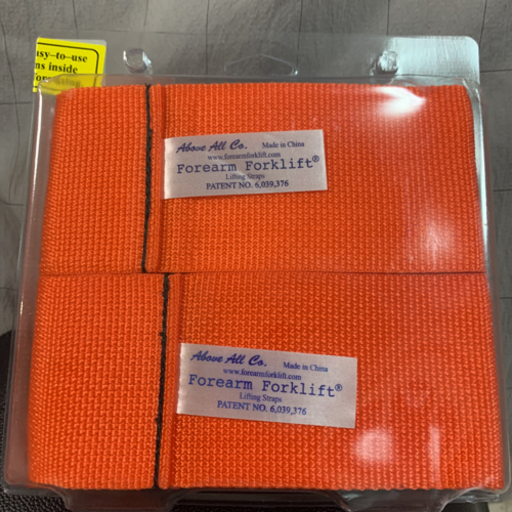 easy-to-use
ns inside
Above All Co. Made in China
www.forearmforklift.com
Forearm Forklift®
Lifting Straps
PATENT NO. 6,039,376
Above All Co. Made in China
www.forearmforklift.com
Forearm Forklift®
Lifting Straps
PATENT NO. 6,039,376